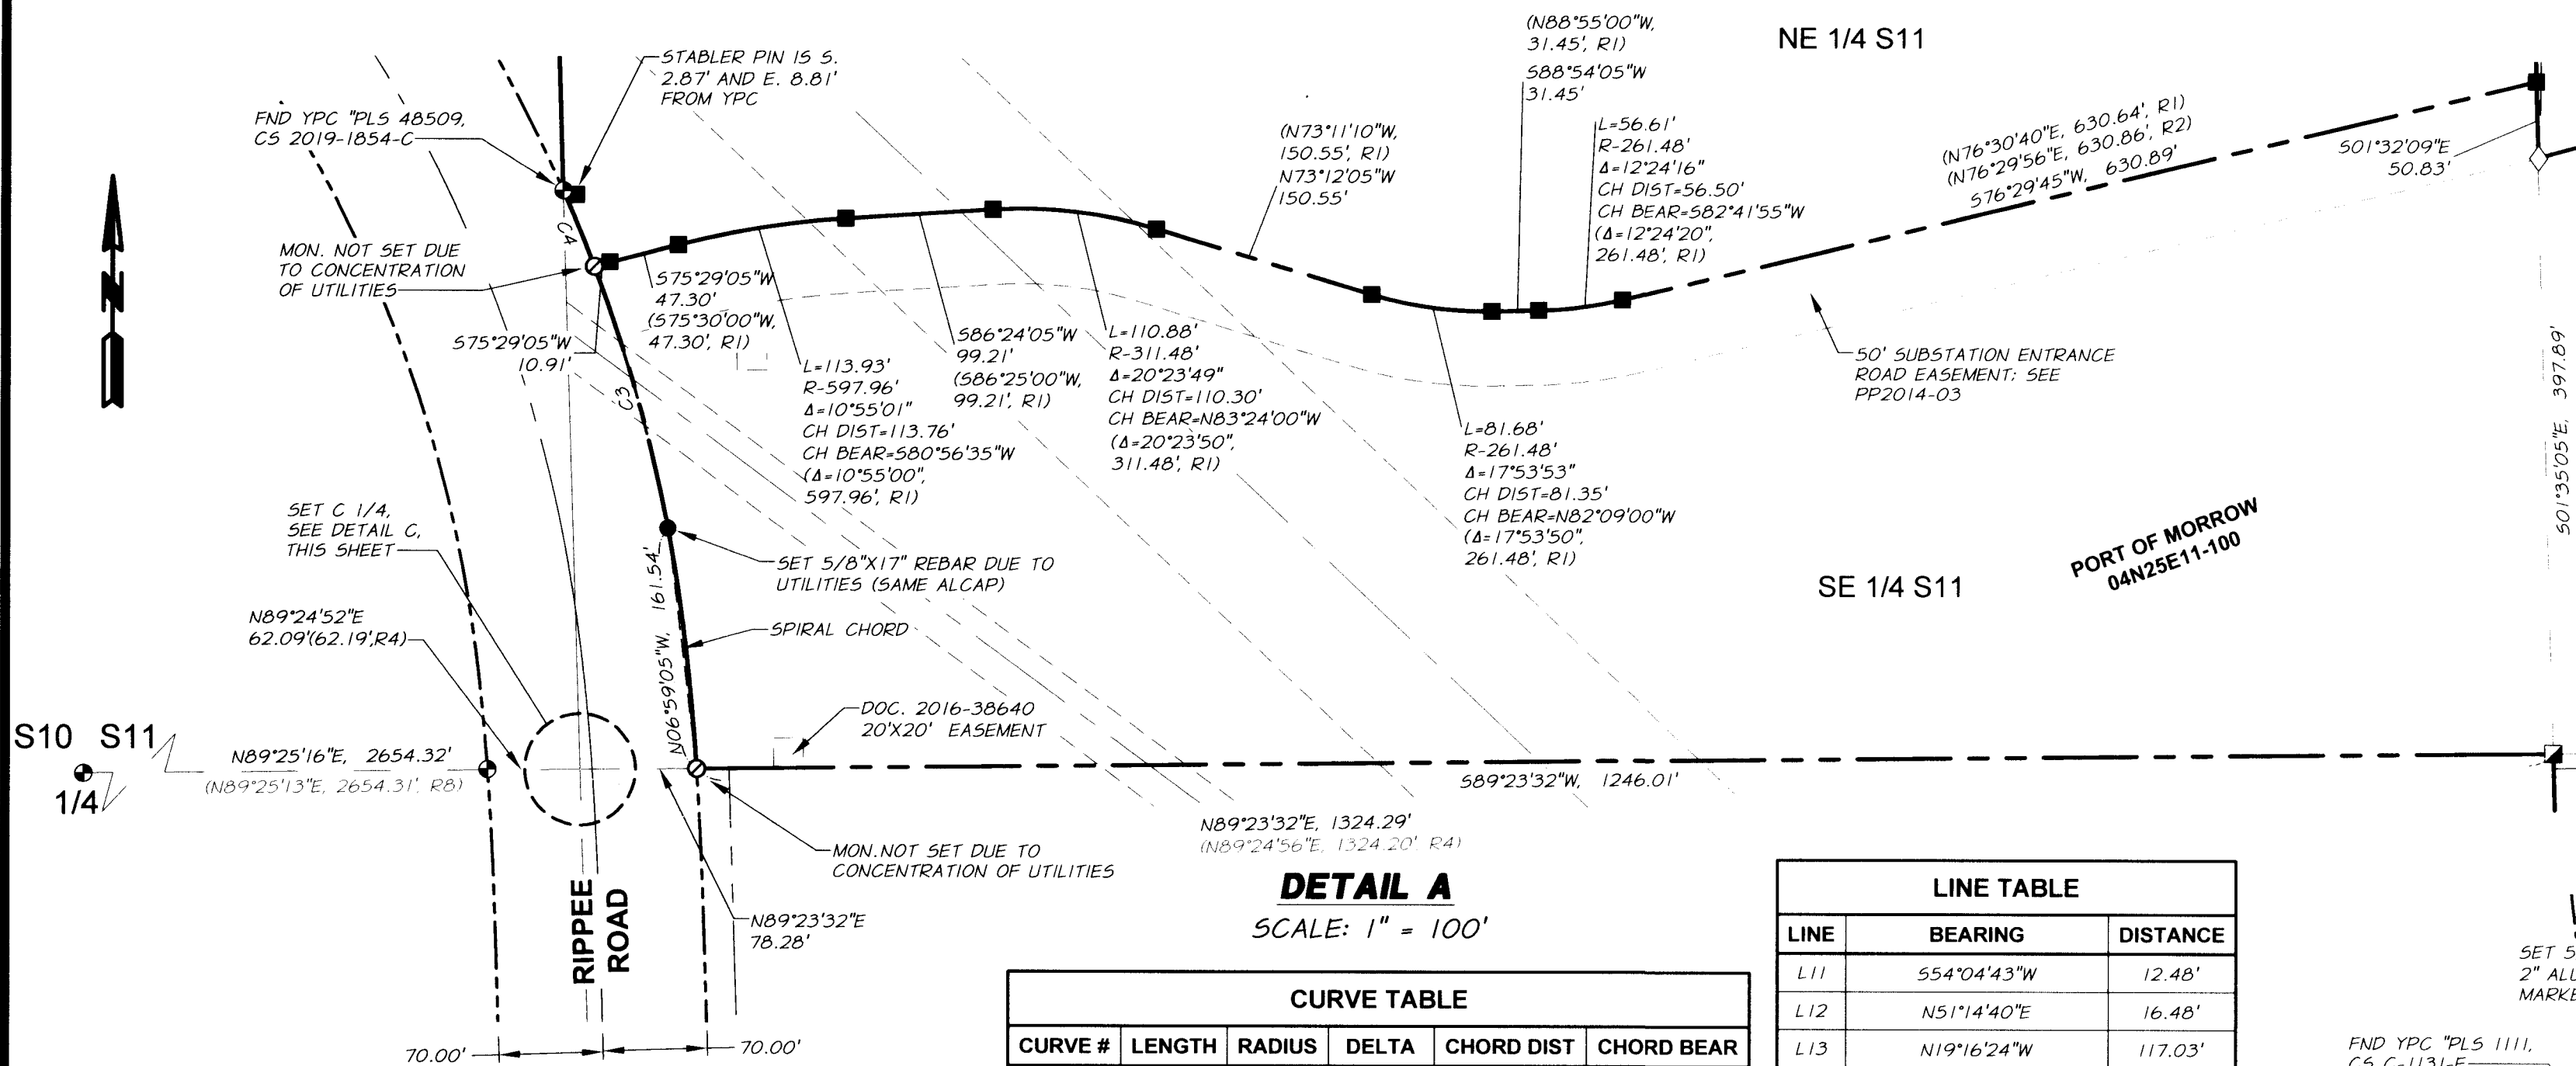 STABLER PIN IS S.
2.87' AND E. 8.81'
FROM YPC
FND YPC "PLS 48509,
CS 2019-1854-C
MON. NOT SET DUE
TO CONCENTRATION
OF UTILITIES
N
C4
S75°29'05"W
10.91'
S75°29'05"W
47.30'
(S75°30'00"W,
47.30', R1)
C3
L=113.93'
R-597.96'
Δ=10°55'01"
CH DIST=113.76'
CH BEAR=S80°56'35"W
(Δ=10°55'00",
597.96', R1)
S86°24'05"W
99.21'
(S86°25'00"W,
99.21', R1)
L=110.88'
R-311.48'
Δ=20°23'49"
CH DIST=110.30'
CH BEAR=N83°24'00"W
(Δ=20°23'50",
311.48', R1)
(N73°11'10"W,
150.55', R1)
N73°12'05"W
150.55'
(N88°55'00"W,
31.45', R1)
S88°54'05"W
31.45'
L=56.61'
R-261.48'
Δ=12°24'16"
CH DIST=56.50'
CH BEAR=S82°41'55"W
(Δ=12°24'20",
261.48', R1)
L=81.68'
R-261.48'
Δ=17°53'53"
CH DIST=81.35'
CH BEAR=N82°09'00"W
(Δ=17°53'50",
261.48', R1)
NE 1/4 S11
(N76°30'40"E, 630.64', R1)
(N76°29'56"E, 630.86', R2)
S76°29'45"W, 630.89'
S01°32'09"E
50.83'
50' SUBSTATION ENTRANCE
ROAD EASEMENT; SEE
PP2014-03
S01°35'05"E, 397.89'
PORT OF MORROW
04N25E11-100
SE 1/4 S11
SET C 1/4,
SEE DETAIL C,
THIS SHEET
N89°24'52"E
62.09'(62.19',R4)
SET 5/8"X17" REBAR DUE TO
UTILITIES (SAME ALCAP)
SPIRAL CHORD
N06°59'05"W, 161.54'
DOC. 2016-38640
20'X20' EASEMENT
S10 S11
1/4
N89°25'16"E, 2654.32'
(N89°25'13"E, 2654.31', R8)
S89°23'32"W, 1246.01'
N89°23'32"E, 1324.29'
(N89°24'56"E, 1324.20', R4)
MON.NOT SET DUE TO
CONCENTRATION OF UTILITIES
N89°23'32"E
78.28'
RIPPEE
ROAD
70.00'
70.00'
DETAIL A
SCALE: 1" = 100'
CURVE TABLE
CURVE # LENGTH RADIUS DELTA CHORD DIST CHORD BEAR
LINE TABLE
LINE BEARING DISTANCE
L11 S54°04'43"W 12.48'
L12 N51°14'40"E 16.48'
L13 N19°16'24"W 117.03'
SET 5
2" ALU
MARKE
FND YPC "PLS 1111,
CS C-1131-F